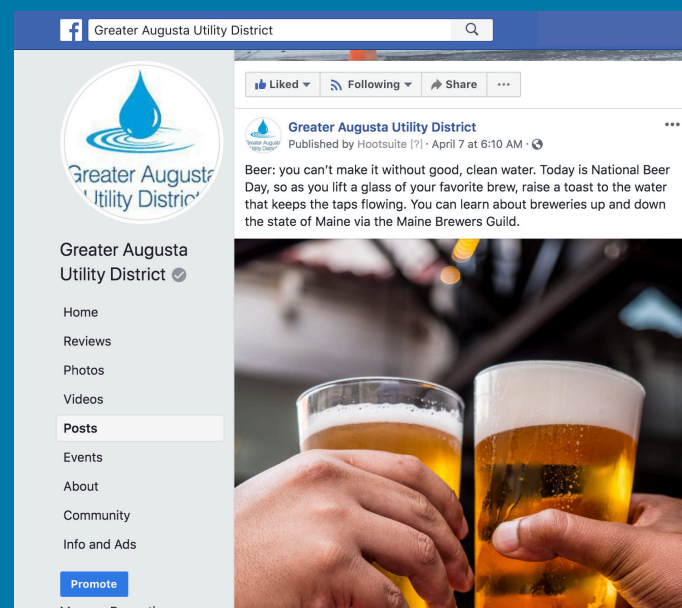 f
Greater Augusta Utility District
Liked
Following
Share
Greater Augusta Utility District
Published by Hootsuite [?] · April 7 at 6:10 AM ·
Beer: you can't make it without good, clean water. Today is National Beer
Day, so as you lift a glass of your favorite brew, raise a toast to the water
that keeps the taps flowing. You can learn about breweries up and down
the state of Maine via the Maine Brewers Guild.
Greater Augusta
Utility District
Greater Augusta
Utility District
Home
Reviews
Photos
Videos
Posts
Events
About
Community
Info and Ads
Promote